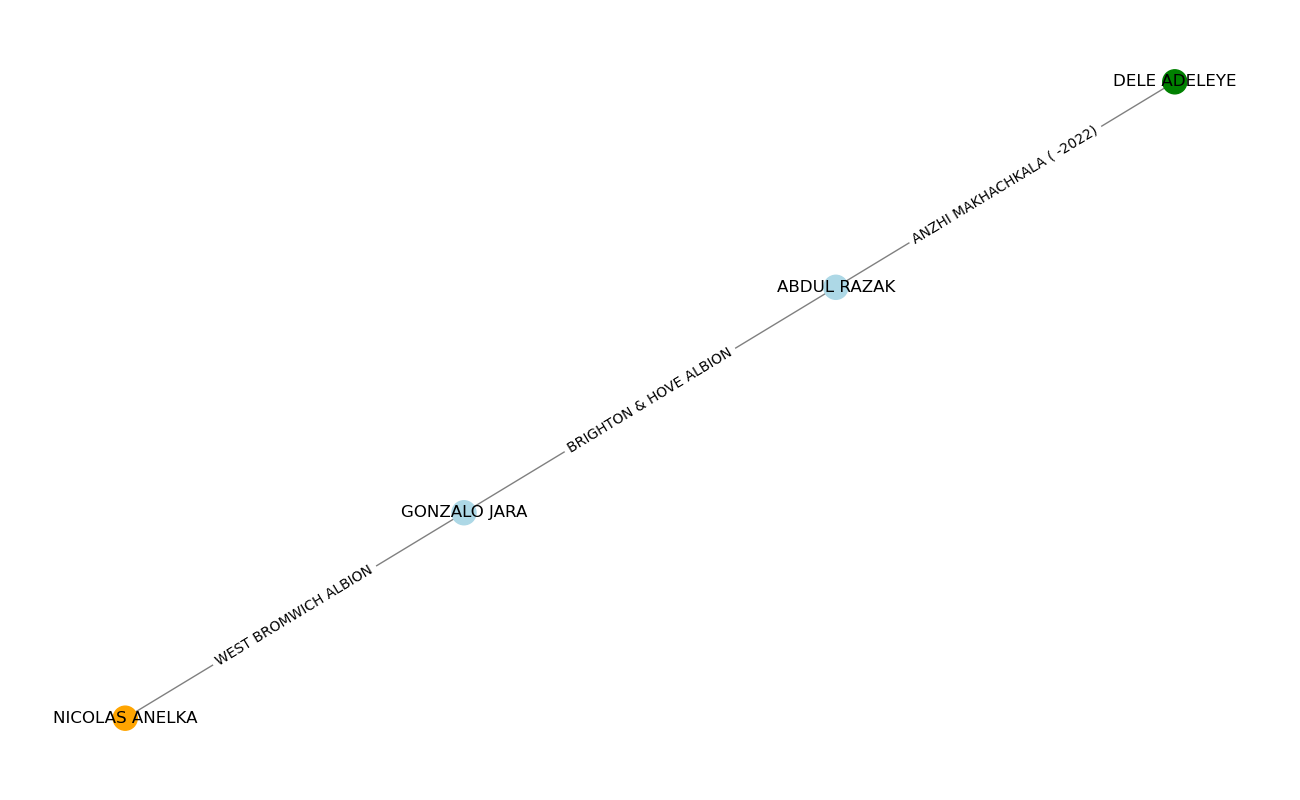 DELE ADELEYE
ANZHI MAKHACHKALA ( -2022)
ABDUL RAZAK
BRIGHTON & HOVE ALBION
GONZALO JARA
WEST BROMWICH ALBION
NICOLAS ANELKA